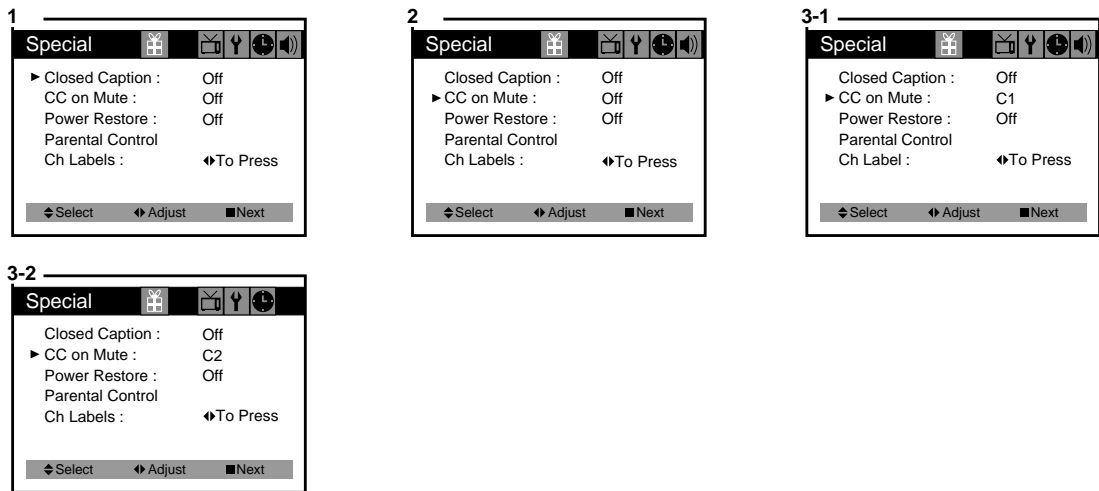 1
Special
►Closed Caption : Off
CC on Mute : Off
Power Restore : Off
Parental Control
Ch Labels : To Press
Select Adjust Next
2
Special
Closed Caption : Off
►CC on Mute : Off
Power Restore : Off
Parental Control
Ch Labels : To Press
Select Adjust Next
3-1
Special
Closed Caption : Off
►CC on Mute : C1
Power Restore : Off
Parental Control
Ch Label : To Press
Select Adjust Next
3-2
Special
Closed Caption : Off
►CC on Mute : C2
Power Restore : Off
Parental Control
Ch Labels : To Press
Select Adjust Next